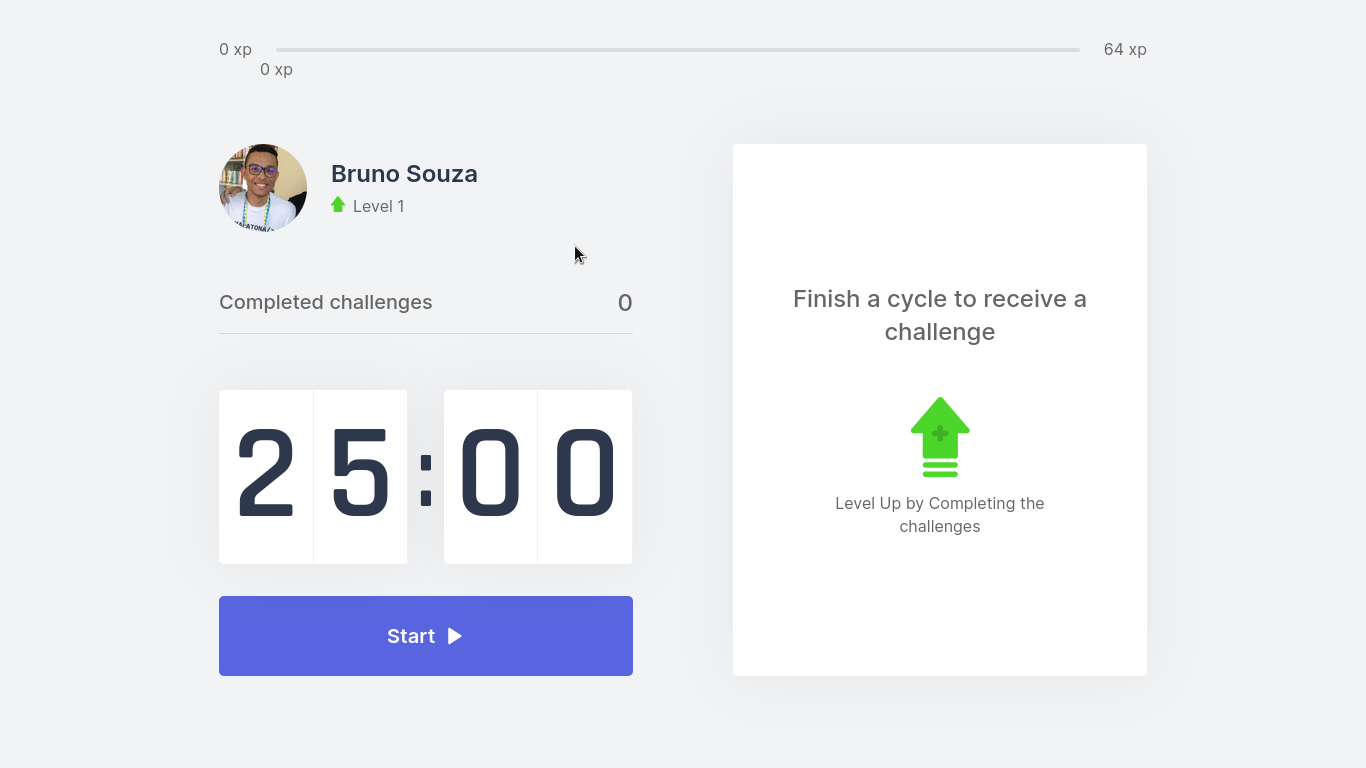 0 xp
64 xp
0 xp
Bruno Souza
Level 1
Completed challenges
0
25:00
Start
Finish a cycle to receive a
challenge
Level Up by Completing the
challenges